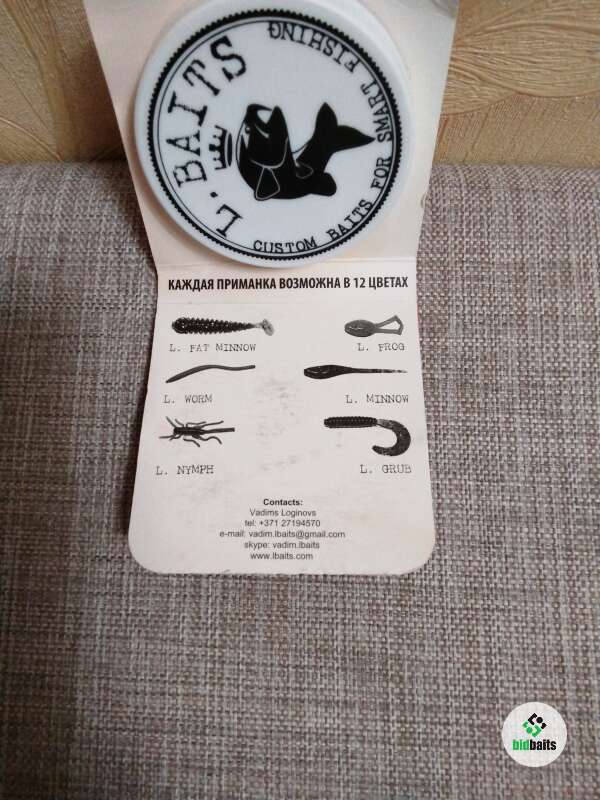 L. BAITS
CUSTOM BAITS FOR SMART FISHING
КАЖДАЯ ПРИМАНКА ВОЗМОЖНА В 12 ЦВЕТАХ
L. FAT MINNOW
L. FROG
L. WORM
L. MINNOW
L. NYMPH
L. GRUB
Contacts:
Vadims Loginovs
tel: +371 27194570
e-mail: vadim.lbaits@gmail.com
skype: vadim.lbaits
www.lbaits.com
bidbaits